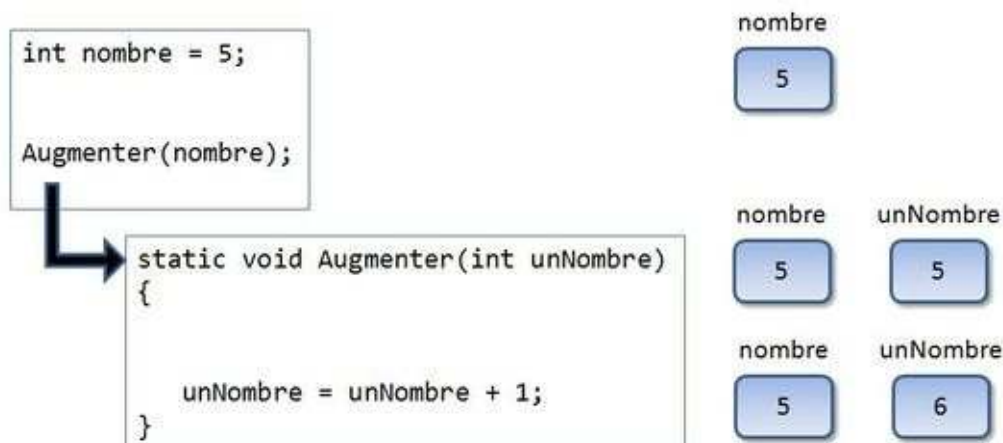 nombre
int nombre = 5;
5
Augmenter(nombre);
nombre unNombre
static void Augmenter(int unNombre)
5 5
{
nombre unNombre
unNombre = unNombre + 1;
5 6
}